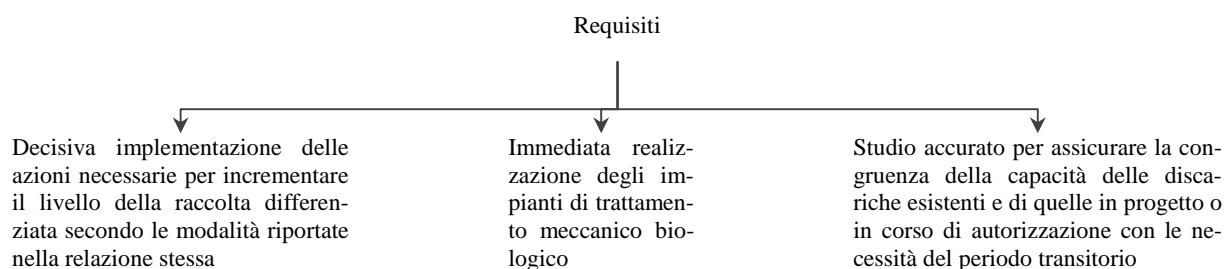 Requisiti
Decisiva implementazione delle
azioni necessarie per incrementare
il livello della raccolta differen-
ziata secondo le modalità riportate
nella relazione stessa
Immediata realiz-
zazione degli im-
pianti di trattamen-
to meccanico bio-
logico
Studio accurato per assicurare la con-
gruenza della capacità delle disca-
riche esistenti e di quelle in progetto o
in corso di autorizzazione con le ne-
cessità del periodo transitorio